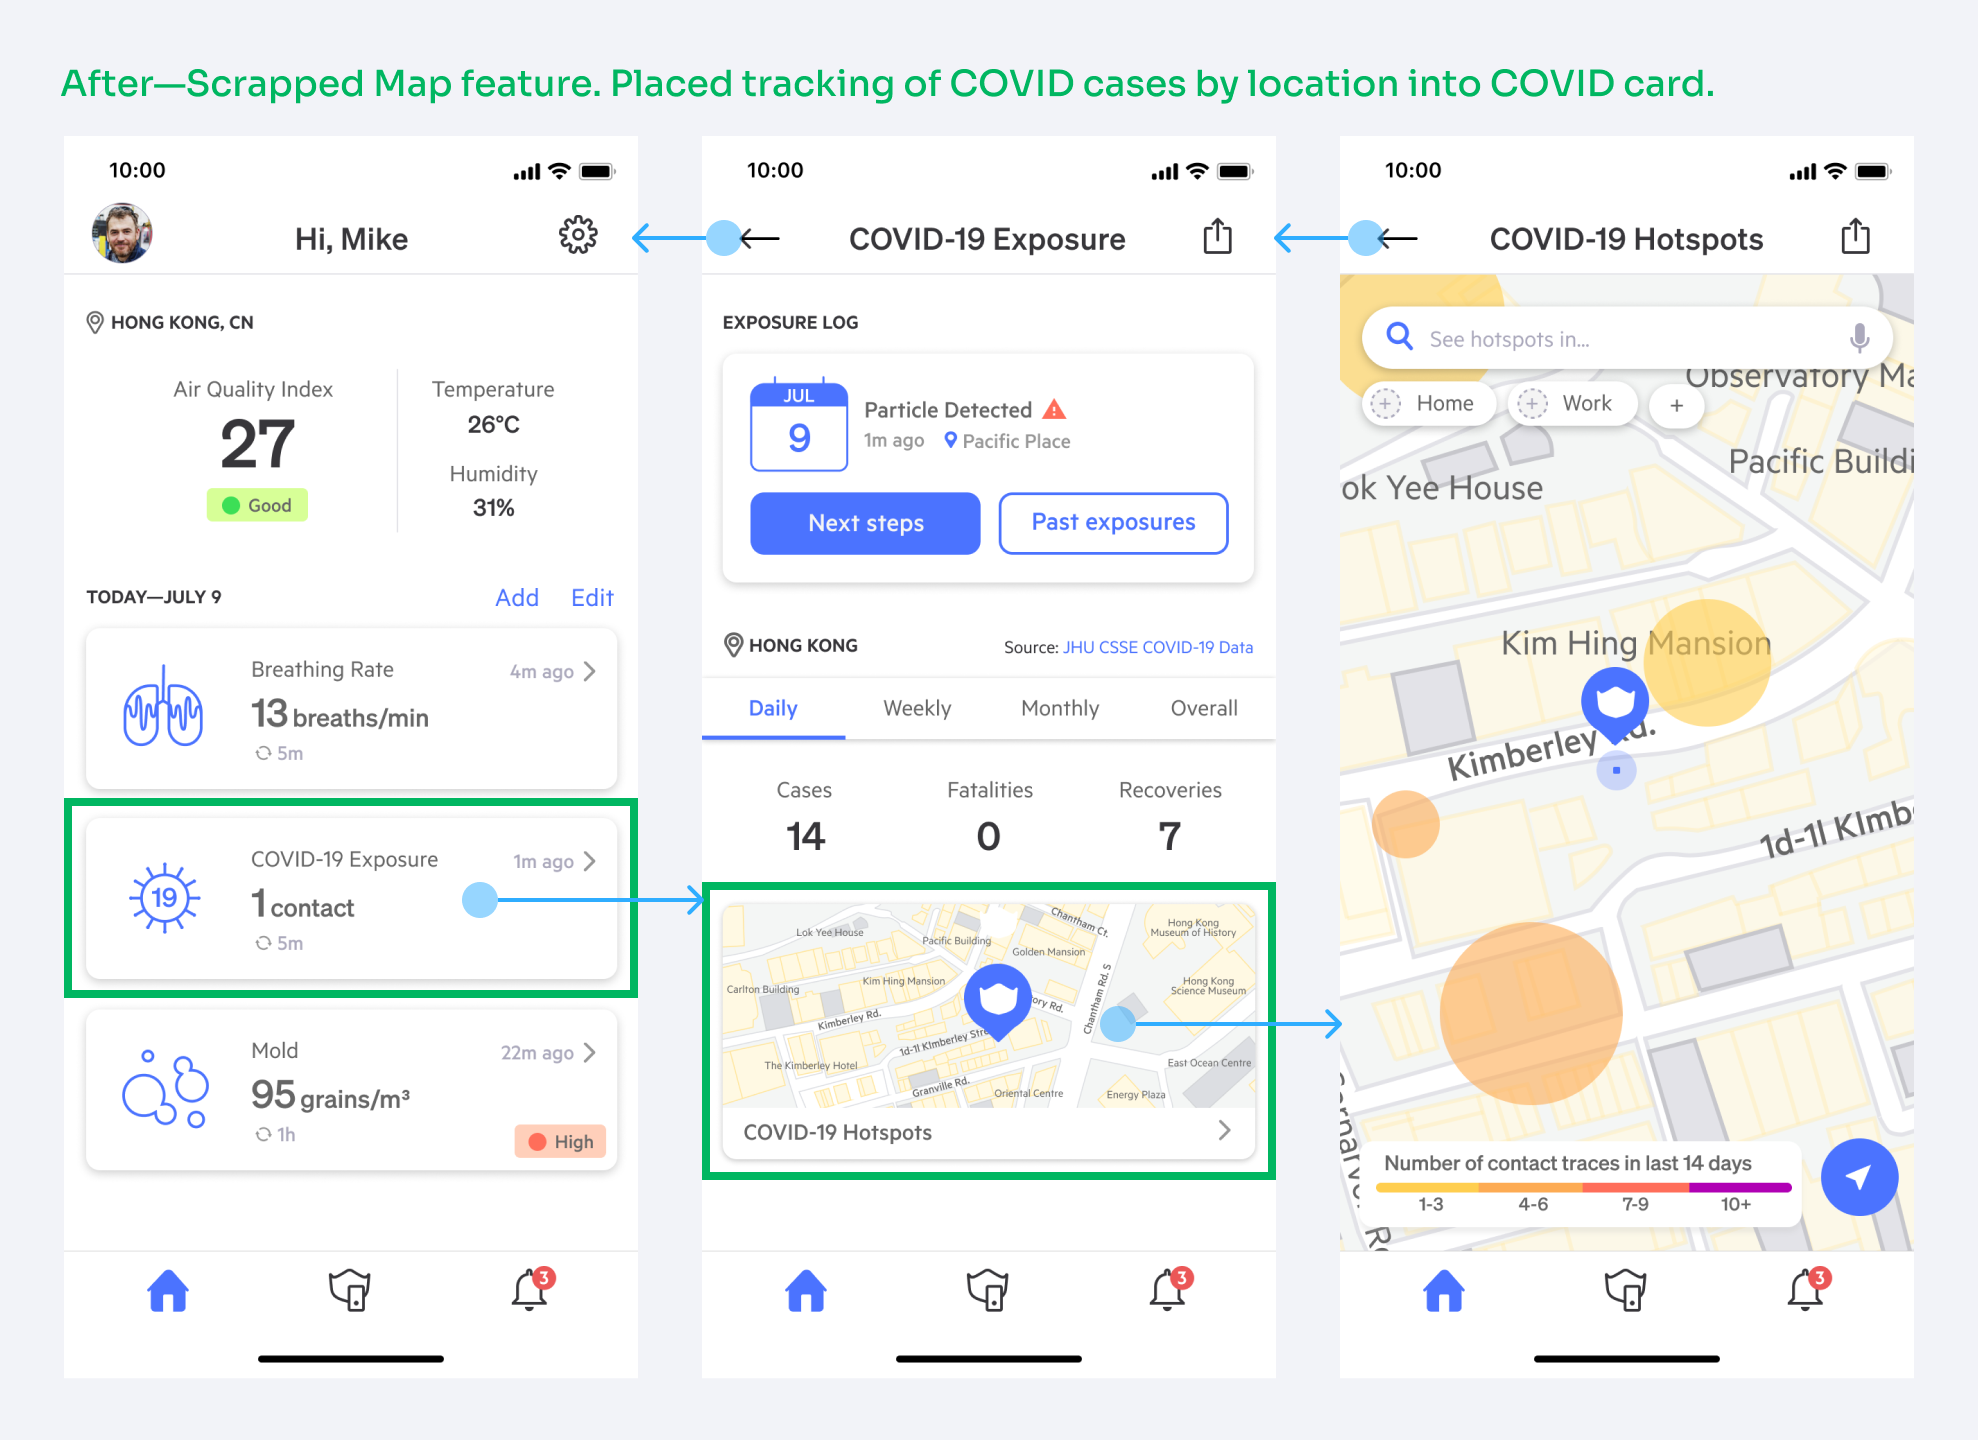 After—Scrapped Map feature. Placed tracking of COVID cases by location into COVID card.
10:00
Hi, Mike
HONG KONG, CN
Air Quality Index
27
Good
Temperature
26°C
Humidity
31%
TODAY—JULY 9
Add
Edit
Breathing Rate
4m ago
13 breaths/min
5m
COVID-19 Exposure
1m ago
19
1 contact
5m
Mold
22m ago
95 grains/m³
1h
High
3
10:00
COVID-19 Exposure
EXPOSURE LOG
JUL
9
Particle Detected
1m ago
Pacific Place
Next steps
Past exposures
HONG KONG
Source: JHU CSSE COVID-19 Data
Daily
Weekly
Monthly
Overall
Cases
Fatalities
Recoveries
14
0
7
Chantham Ct.
Hong Kong
Museum of History
Lok Yee House
Pacific Building
Golden Mansion
Kim Hing Mansion
Carlton Building
Hong Kong
Science Museum
Chantham Rd. S
ory Rd.
Kimberley Rd.
1d-1l KImberley Stre
The Kimberley Hotel
East Ocean Centre
Granville Rd.
Oriental Centre
Energy Plaza
COVID-19 Hotspots
3
10:00
COVID-19 Hotspots
See hotspots in...
Observatory Ma
Home
Work
+
Pacific Buildi
ok Yee House
Kim Hing Mansion
Kimberley Rd.
1d-1l KImb
Number of contact traces in last 14 days
1-3
4-6
7-9
10+
3